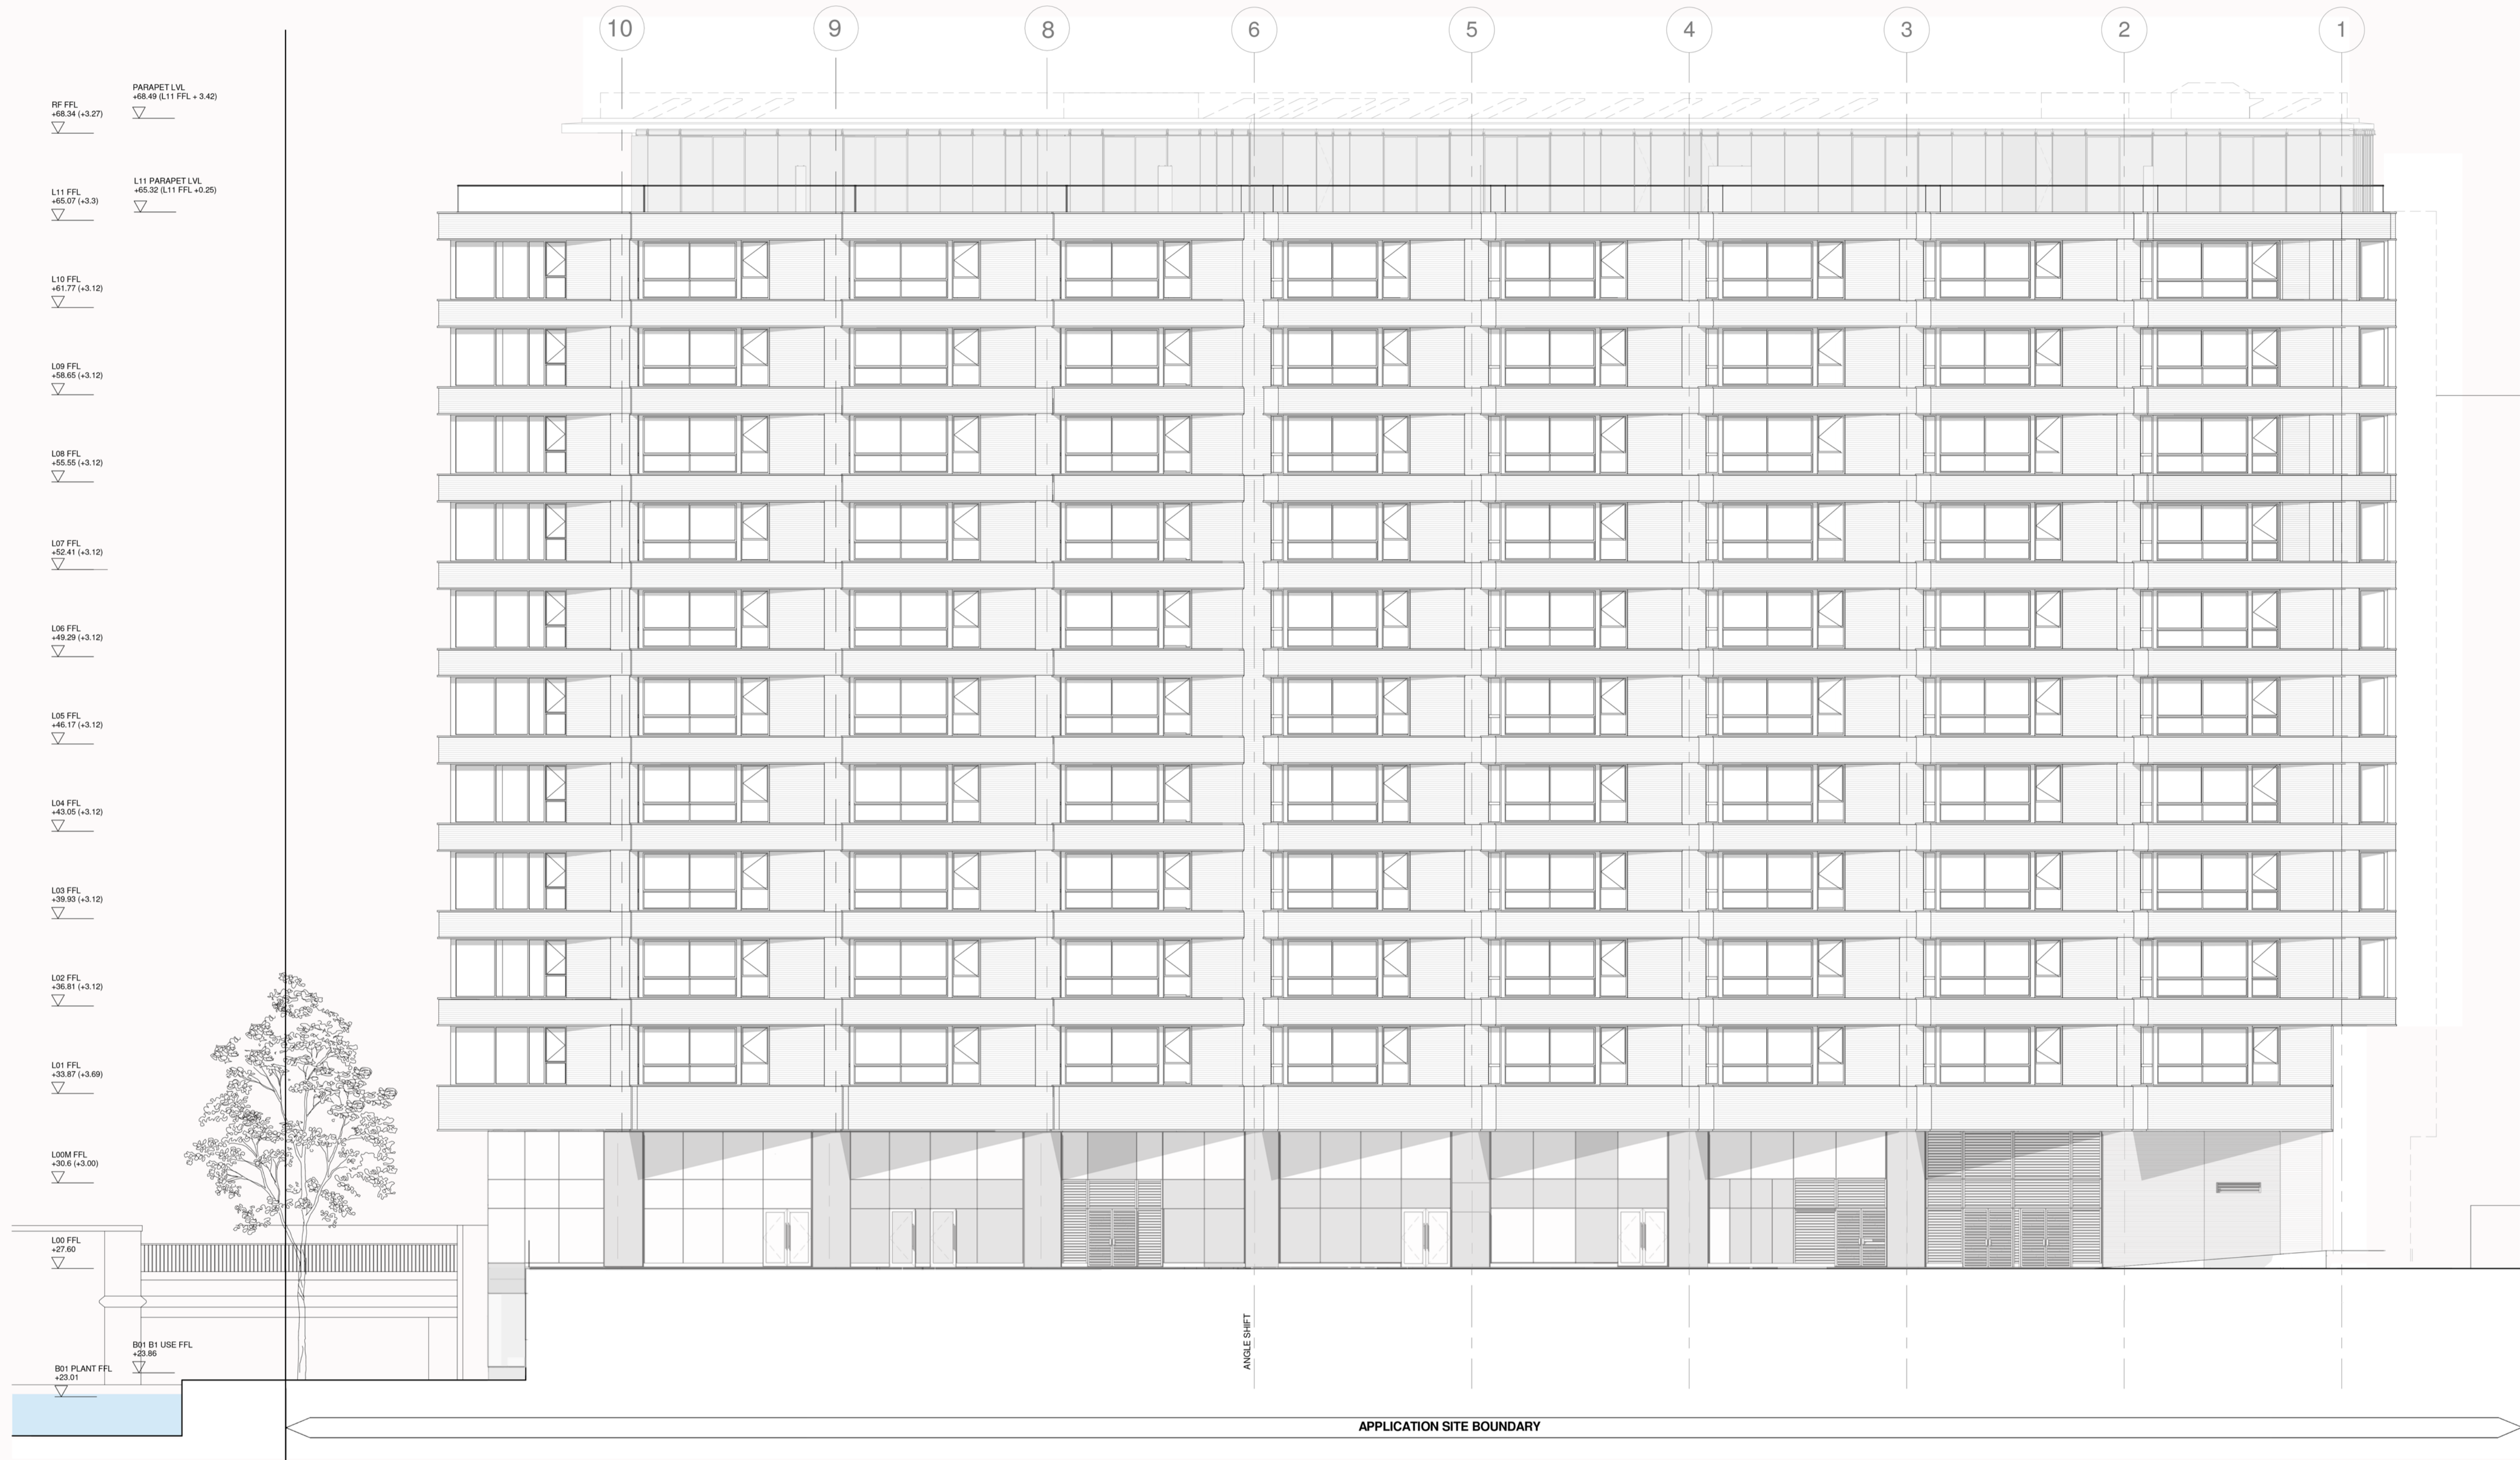 10 9 8 6 5 4 3 2 1
PARAPET LVL
+68.49 (L11 FFL + 3.42)
RF FFL
+68.34 (+3.27)
L11 PARAPET LVL
+65.32 (L11 FFL +0.25)
L11 FFL
+65.07 (+3.3)
L10 FFL
+61.77 (+3.12)
L09 FFL
+58.65 (+3.12)
L08 FFL
+55.55 (+3.12)
L07 FFL
+52.41 (+3.12)
L06 FFL
+49.29 (+3.12)
L05 FFL
+46.17 (+3.12)
L04 FFL
+43.05 (+3.12)
L03 FFL
+39.93 (+3.12)
L02 FFL
+36.81 (+3.12)
L01 FFL
+33.87 (+3.69)
L00M FFL
+30.6 (+3.00)
L00 FFL
+27.60
B01 B1 USE FFL
+23.86
B01 PLANT FFL
+23.01
ANGLE SHIFT
APPLICATION SITE BOUNDARY